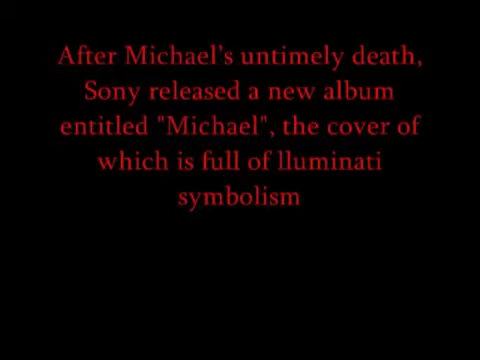 After Michael's untimely death,
Sony released a new album
entitled "Michael", the cover of
which is full of lluminati
symbolism